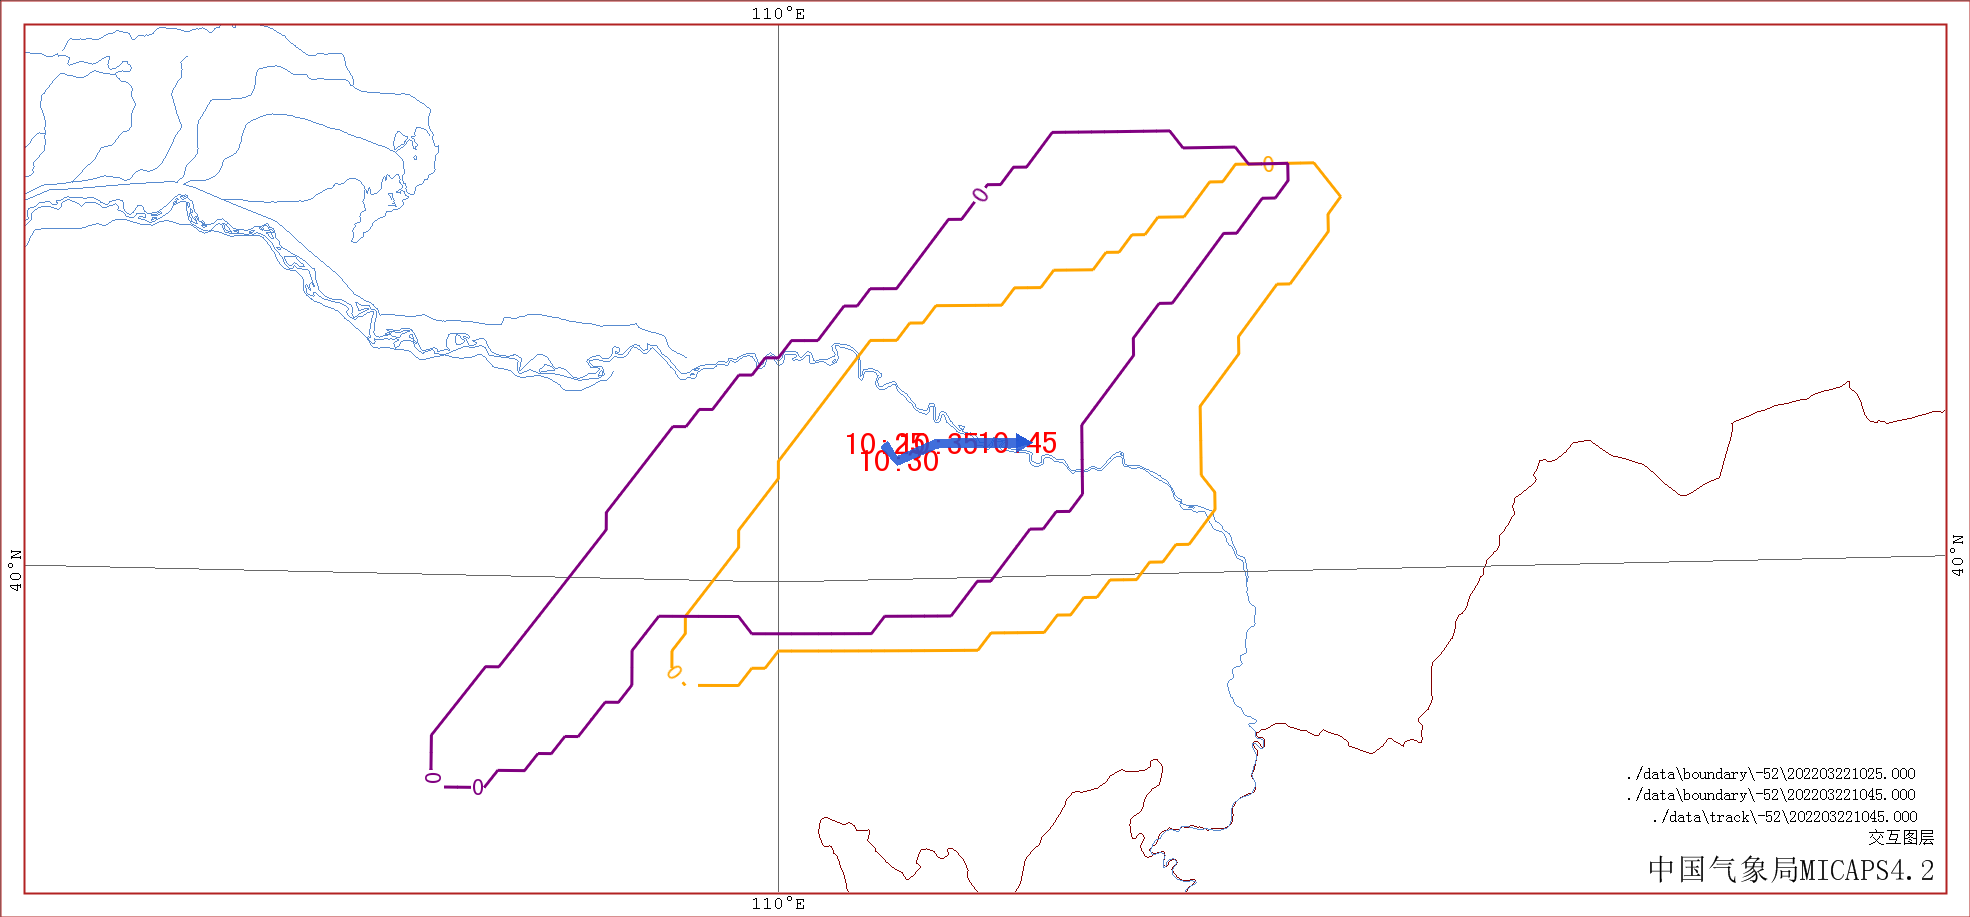 110°E
0
0
10:25
10:35
10:45
10:30
40°N
40°N
0
0
0
./data\boundary\-52\202203221025.000
./data\boundary\-52\202203221045.000
./data\track\-52\202203221045.000
交互图层
中国气象局MICAPS4.2
110°E